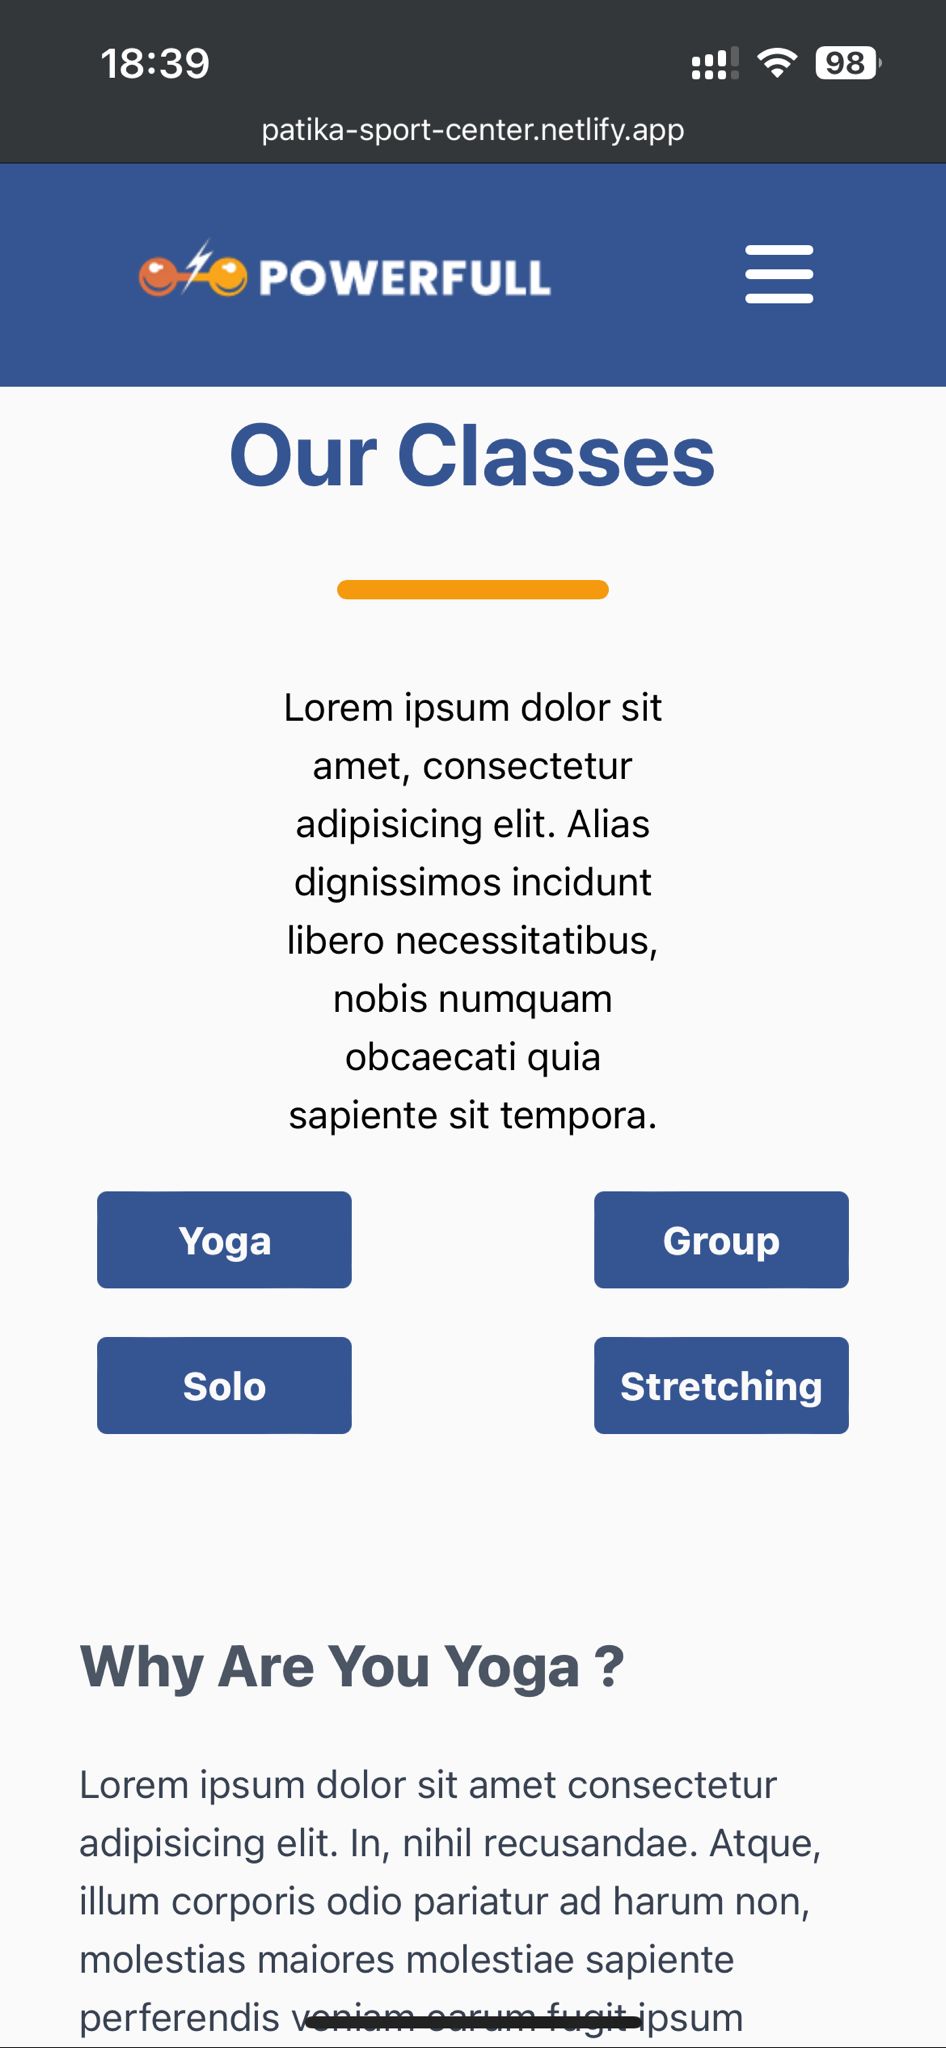 18:39
98
patika-sport-center.netlify.app
POWERFULL
Our Classes
Lorem ipsum dolor sit
amet, consectetur
adipisicing elit. Alias
dignissimos incidunt
libero necessitatibus,
nobis numquam
obcaecati quia
sapiente sit tempora.
Yoga
Group
Solo
Stretching
Why Are You Yoga ?
Lorem ipsum dolor sit amet consectetur
adipisicing elit. In, nihil recusandae. Atque,
illum corporis odio pariatur ad harum non,
molestias maiores molestiae sapiente
perferendis veniam earum fugit ipsum